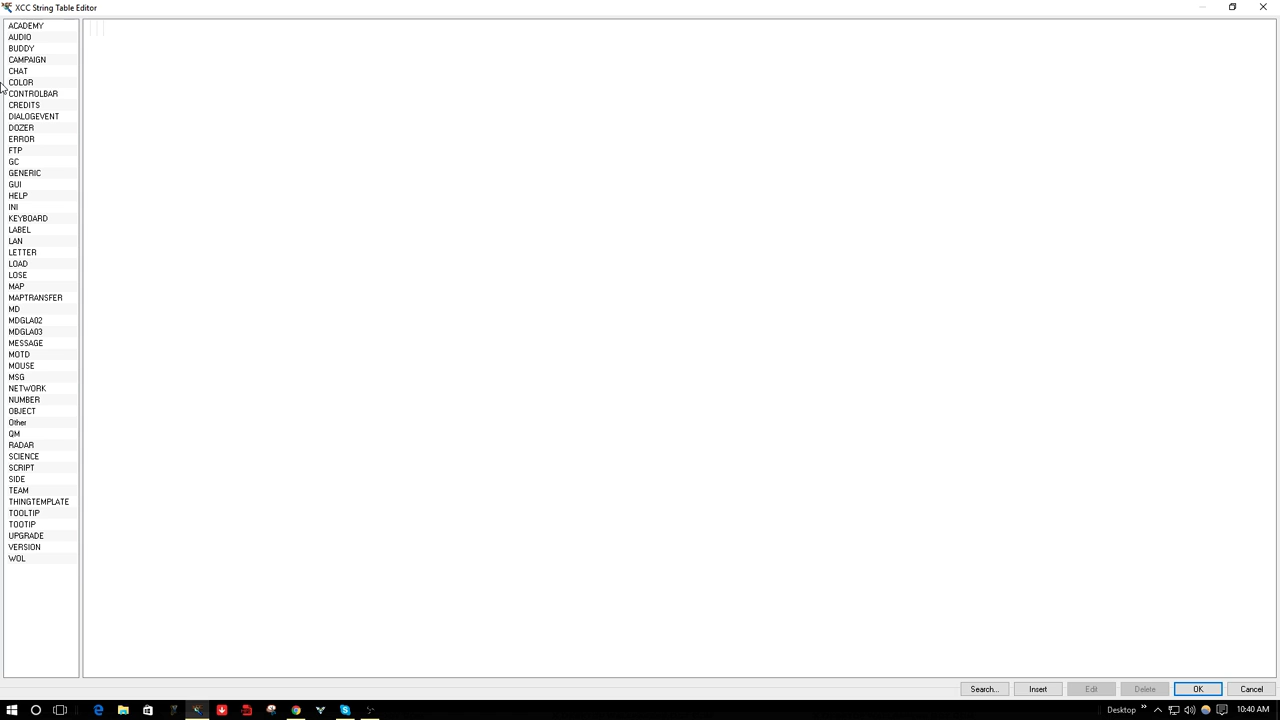 XCC String Table Editor
ACADEMY
AUDIO
BUDDY
CAMPAIGN
CHAT
COLOR
CONTROLBAR
CREDITS
DIALOGEVENT
DOZER
ERROR
FTP
GC
GENERIC
GUI
HELP
INI
KEYBOARD
LABEL
LAN
LETTER
LOAD
LOSE
MAP
MAPTRANSFER
MD
MDGLA02
MDGLA03
MESSAGE
MOTD
MOUSE
MSG
NETWORK
NUMBER
OBJECT
Other
QM
RADAR
SCIENCE
SCRIPT
SIDE
TEAM
THINGTEMPLATE
TOOLTIP
TOOTIP
UPGRADE
VERSION
WOL
Search... Insert Edit Delete OK Cancel
Desktop 10:40 AM